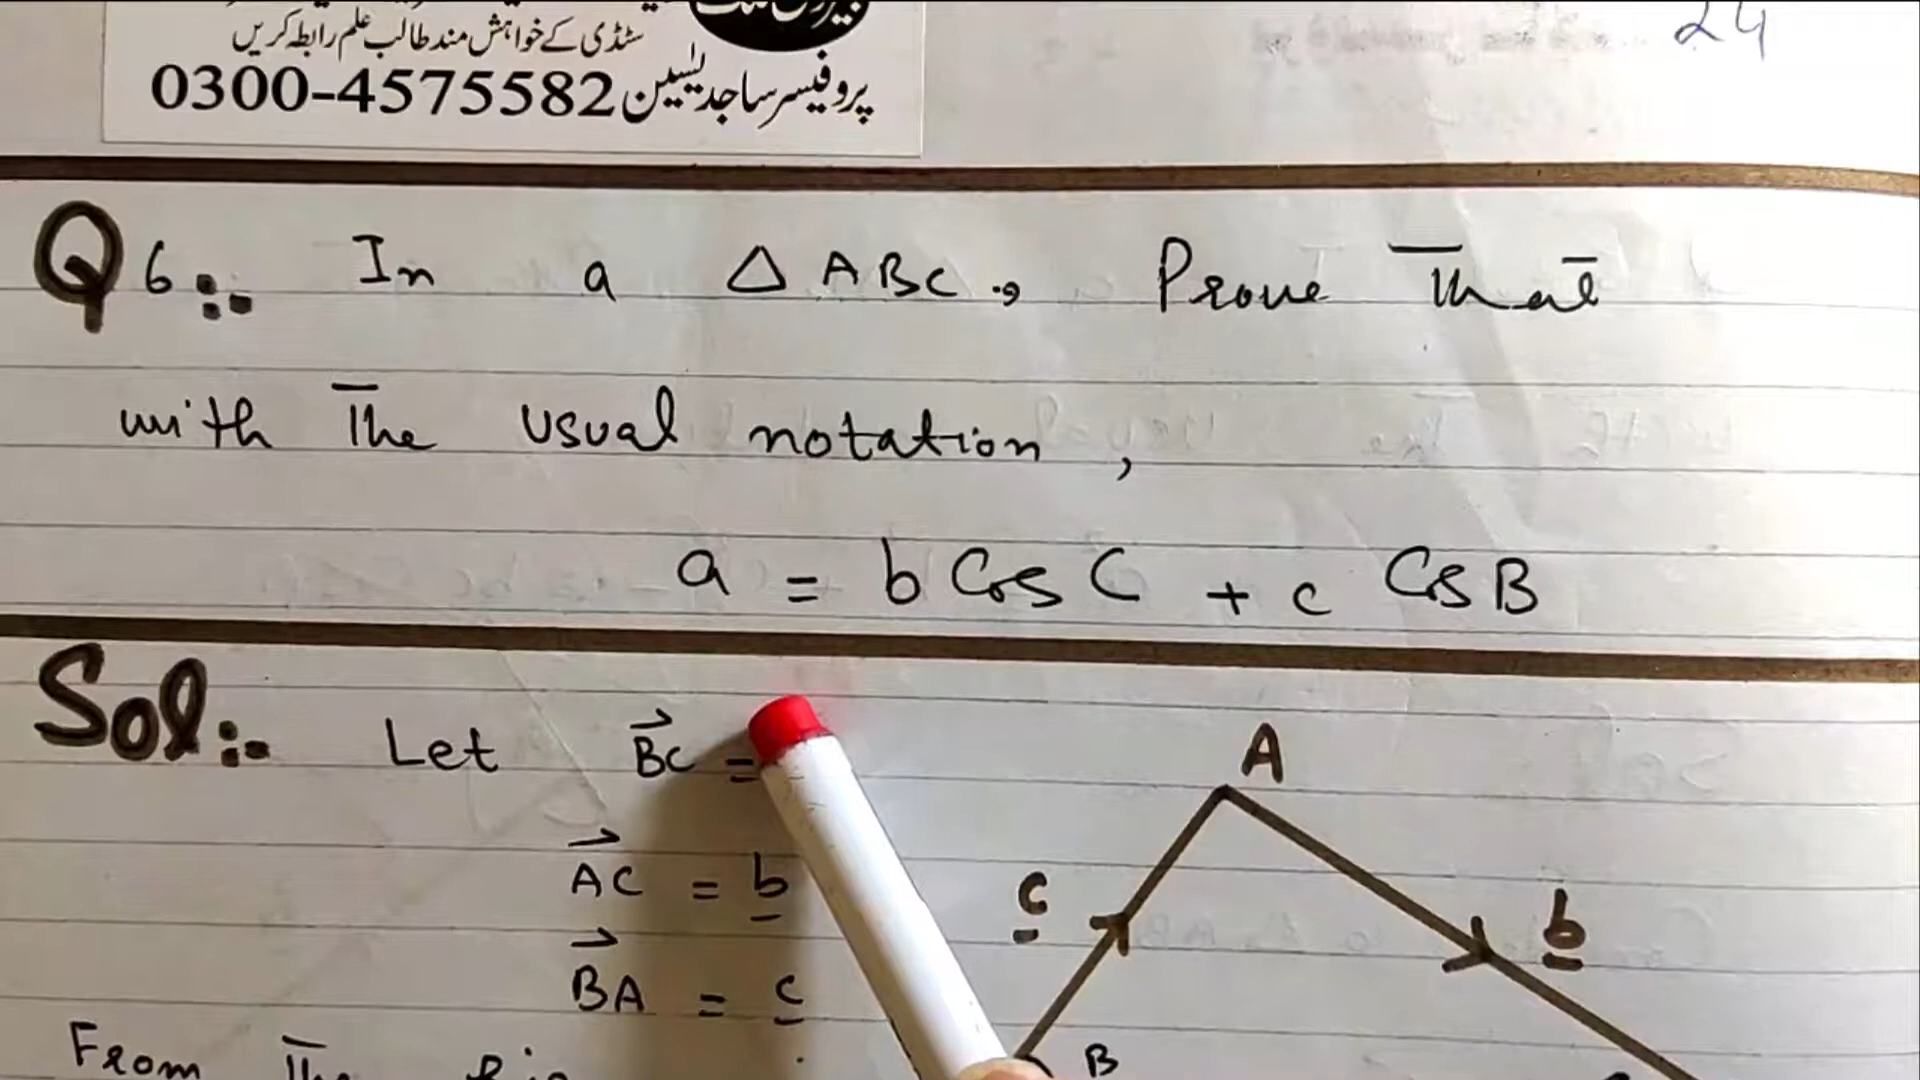 سٹڈی کے خواہش مند طالب علم رابطہ کریں
پروفیسر ساجد یٰسین 0300-4575582
24
Q6:: In a △ABC, Prove That
with The usual notation,
a = b Cos C + c Cos B
Sol:- Let BC⃗ =
AC⃗ = b
BA⃗ = c
A
c
b
From The
B